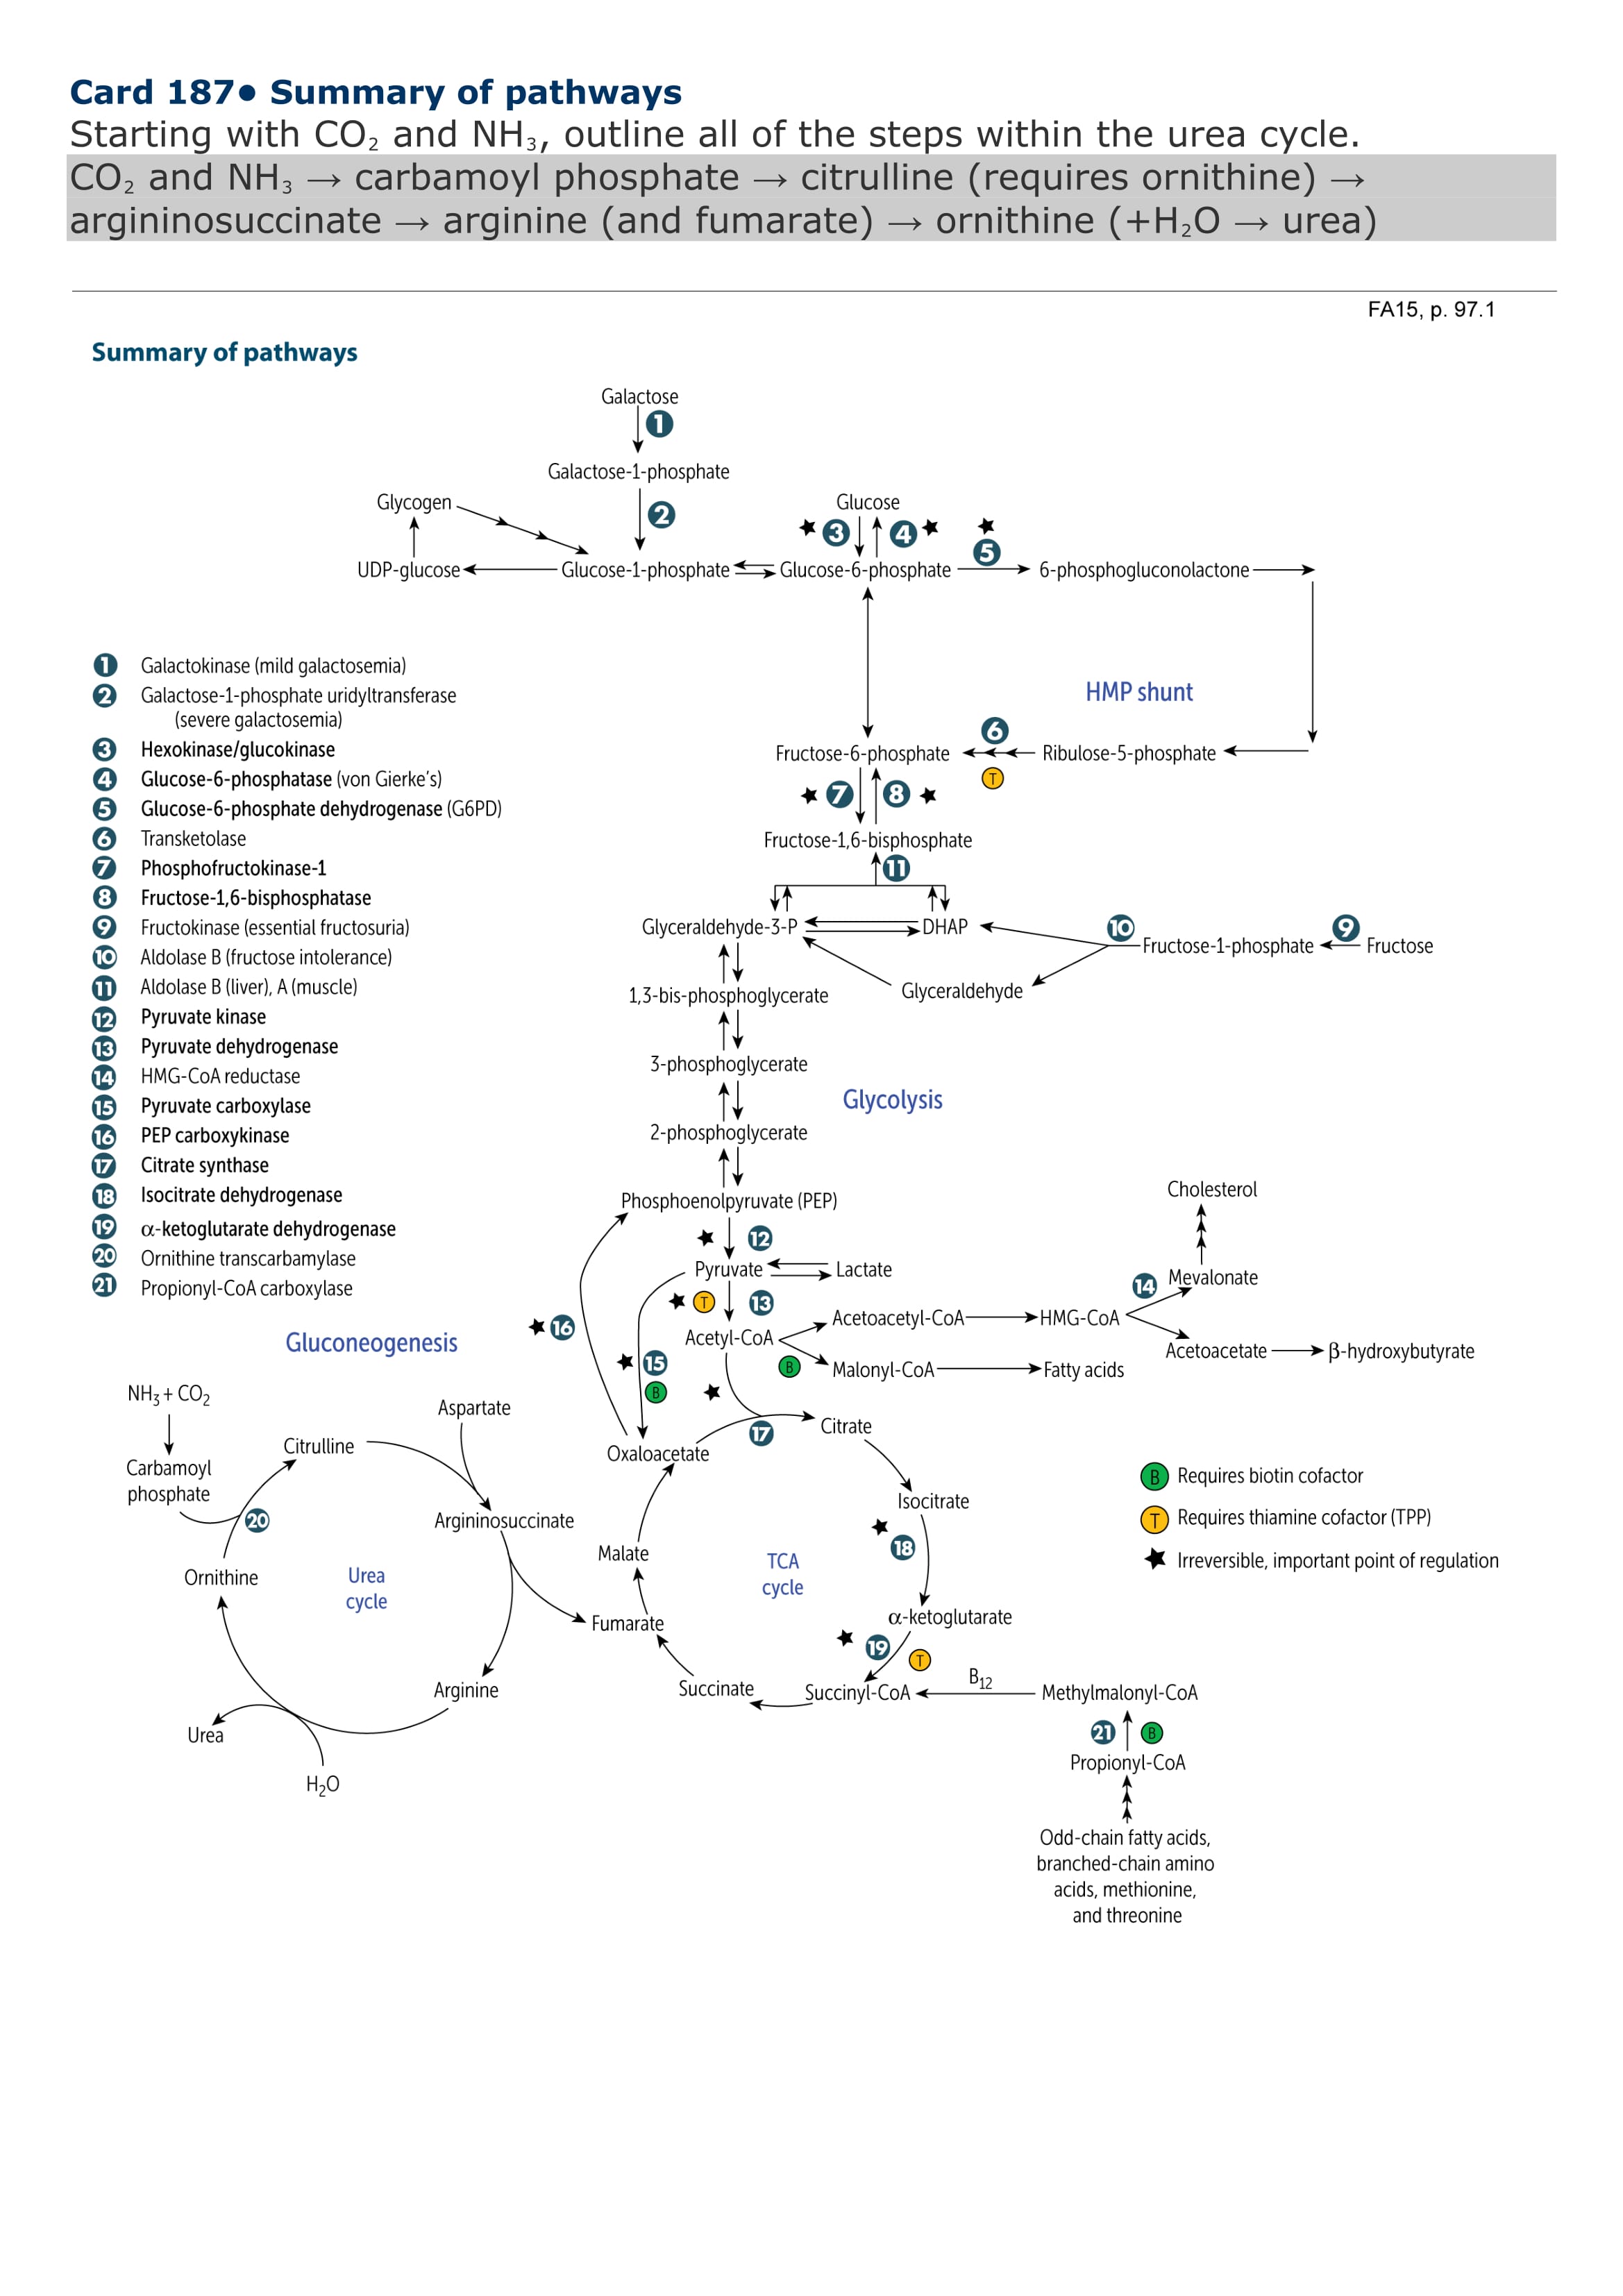 Card 187● Summary of pathways
Starting with CO₂ and NH₃, outline all of the steps within the urea cycle.
CO₂ and NH₃ → carbamoyl phosphate → citrulline (requires ornithine) →
argininosuccinate → arginine (and fumarate) → ornithine (+H₂O → urea)
FA15, p. 97.1
Summary of pathways
Galactose
1
Galactose-1-phosphate
Glycogen
2
Glucose
3
4
5
UDP-glucose
Glucose-1-phosphate
Glucose-6-phosphate
6-phosphogluconolactone
HMP shunt
1 Galactokinase (mild galactosemia)
2 Galactose-1-phosphate uridyltransferase
(severe galactosemia)
3 Hexokinase/glucokinase
4 Glucose-6-phosphatase (von Gierke's)
5 Glucose-6-phosphate dehydrogenase (G6PD)
6 Transketolase
7 Phosphofructokinase-1
8 Fructose-1,6-bisphosphatase
9 Fructokinase (essential fructosuria)
10 Aldolase B (fructose intolerance)
11 Aldolase B (liver), A (muscle)
12 Pyruvate kinase
13 Pyruvate dehydrogenase
14 HMG-CoA reductase
15 Pyruvate carboxylase
16 PEP carboxykinase
17 Citrate synthase
18 Isocitrate dehydrogenase
19 α-ketoglutarate dehydrogenase
20 Ornithine transcarbamylase
21 Propionyl-CoA carboxylase
Fructose-6-phosphate
6
T
Ribulose-5-phosphate
7
8
Fructose-1,6-bisphosphate
11
Glyceraldehyde-3-P
DHAP
10
Fructose-1-phosphate
9
Fructose
Glyceraldehyde
1,3-bis-phosphoglycerate
3-phosphoglycerate
Glycolysis
2-phosphoglycerate
Phosphoenolpyruvate (PEP)
Cholesterol
12
Pyruvate
Lactate
14
Mevalonate
T
13
Acetoacetyl-CoA
HMG-CoA
16
Acetyl-CoA
Gluconeogenesis
15
B
B
Malonyl-CoA
Fatty acids
Acetoacetate
β-hydroxybutyrate
NH₃ + CO₂
Aspartate
17
Citrate
Citrulline
Oxaloacetate
Carbamoyl
phosphate
20
Argininosuccinate
Isocitrate
18
B Requires biotin cofactor
T Requires thiamine cofactor (TPP)
★ Irreversible, important point of regulation
Malate
TCA
cycle
Ornithine
Urea
cycle
Fumarate
α-ketoglutarate
19
T
Arginine
Succinate
Succinyl-CoA
B₁₂
Methylmalonyl-CoA
Urea
21
B
H₂O
Propionyl-CoA
Odd-chain fatty acids,
branched-chain amino
acids, methionine,
and threonine